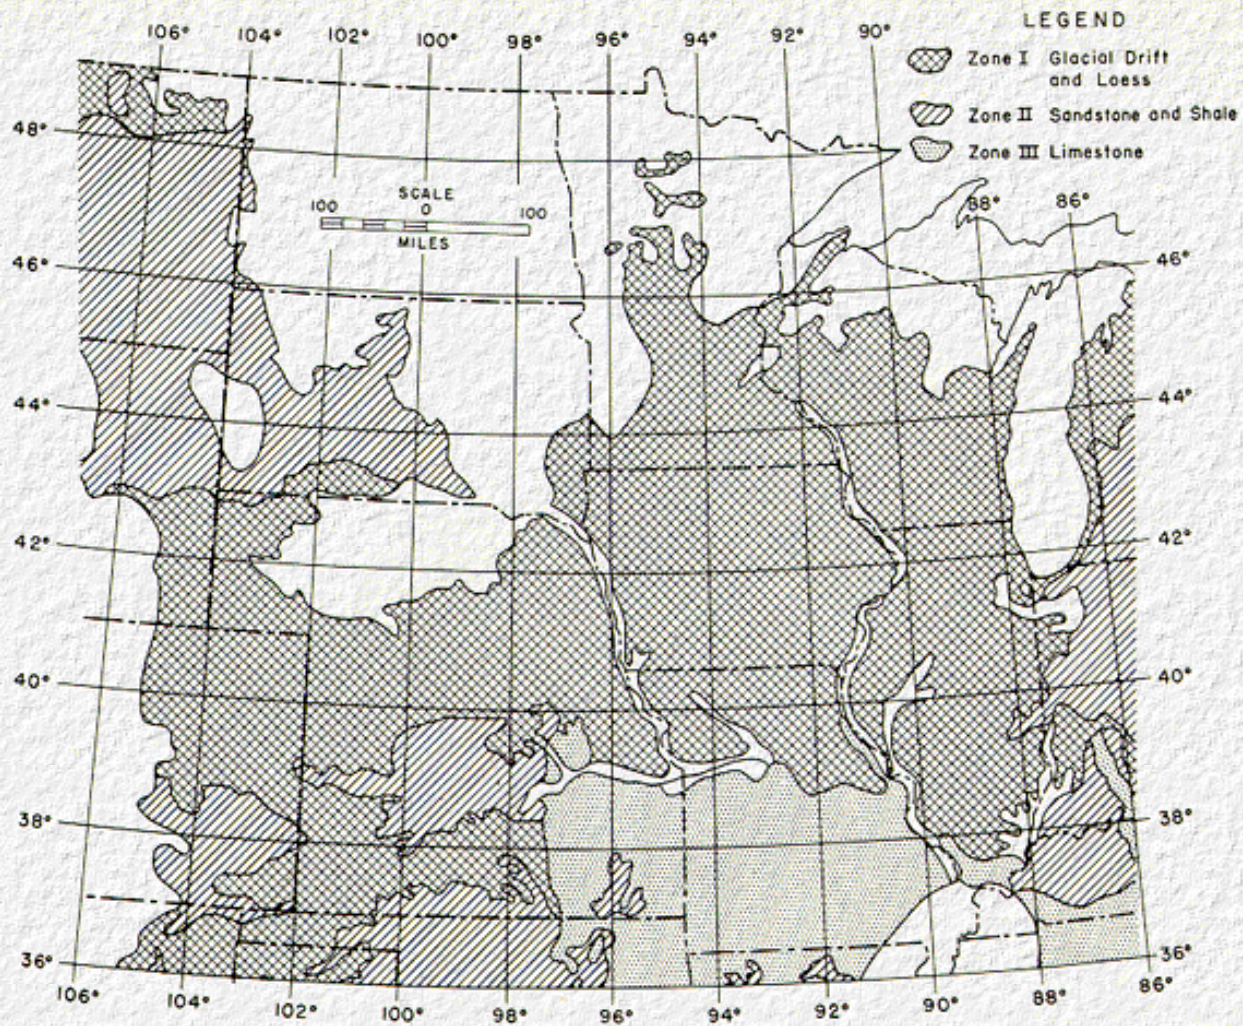 LEGEND
Zone I Glacial Drift
and Loess
Zone II Sandstone and Shale
Zone III Limestone
106° 104° 102° 100° 98° 96° 94° 92° 90°
88° 86°
SCALE
100 0 100
MILES
48°
46° 46°
44° 44°
42° 42°
40° 40°
38° 38°
36° 36°
106° 104° 102° 100° 98° 96° 94° 92° 90° 88° 86°